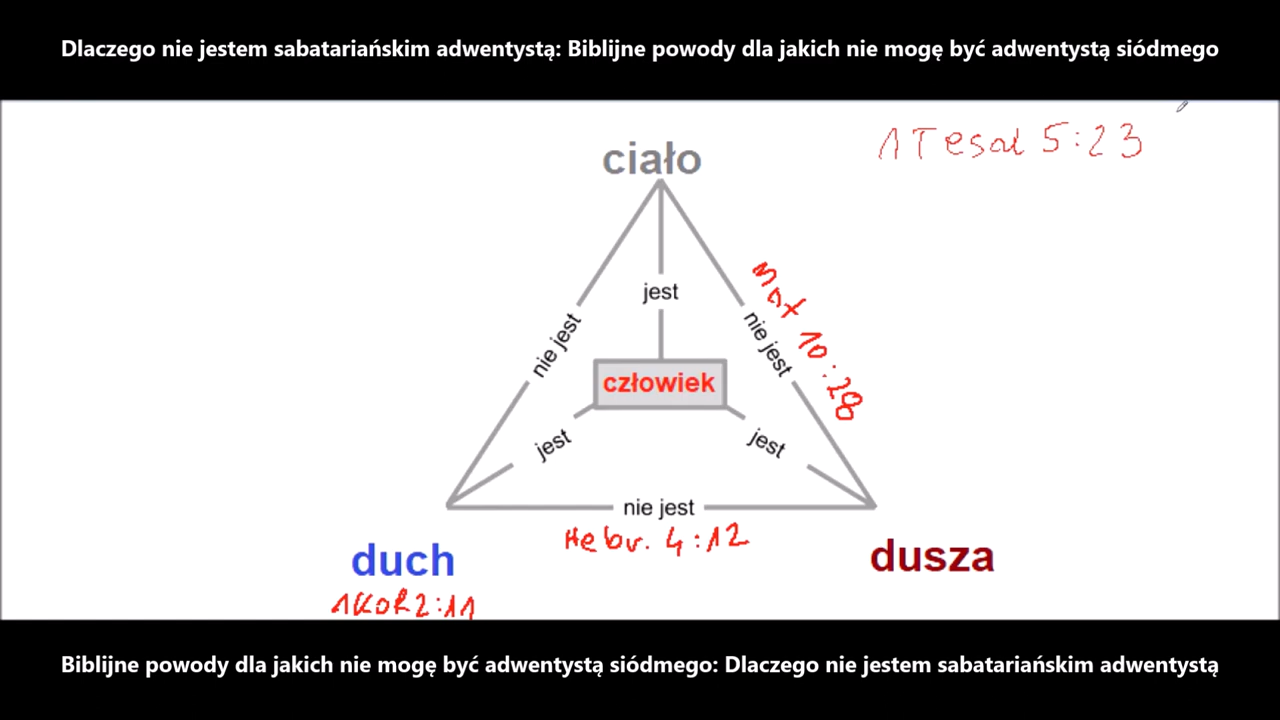 Dlaczego nie jestem sabatariańskim adwentystą: Biblijne powody dla jakich nie mogę być adwentystą siódmego
1Tesal 5:23
ciało
jest
nie jest
nie jest
Mat 10:28
człowiek
jest
jest
nie jest
Hebr. 4:12
duch
dusza
1KOR2:11
Biblijne powody dla jakich nie mogę być adwentystą siódmego: Dlaczego nie jestem sabatariańskim adwentystą